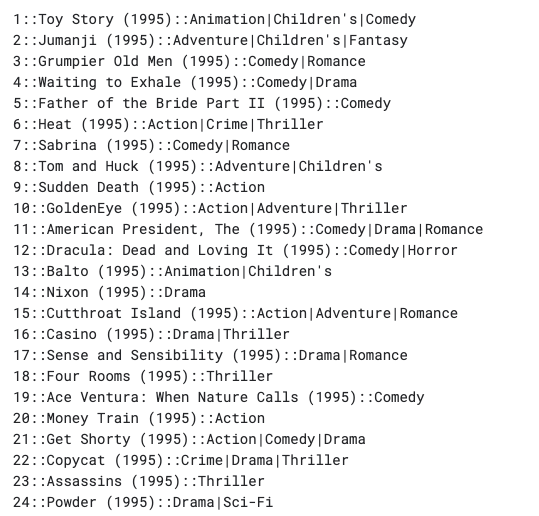 1::Toy Story (1995)::Animation|Children's|Comedy
2::Jumanji (1995)::Adventure|Children's|Fantasy
3::Grumpier Old Men (1995)::Comedy|Romance
4::Waiting to Exhale (1995)::Comedy|Drama
5::Father of the Bride Part II (1995)::Comedy
6::Heat (1995)::Action|Crime|Thriller
7::Sabrina (1995)::Comedy|Romance
8::Tom and Huck (1995)::Adventure|Children's
9::Sudden Death (1995)::Action
10::GoldenEye (1995)::Action|Adventure|Thriller
11::American President, The (1995)::Comedy|Drama|Romance
12::Dracula: Dead and Loving It (1995)::Comedy|Horror
13::Balto (1995)::Animation|Children's
14::Nixon (1995)::Drama
15::Cutthroat Island (1995)::Action|Adventure|Romance
16::Casino (1995)::Drama|Thriller
17::Sense and Sensibility (1995)::Drama|Romance
18::Four Rooms (1995)::Thriller
19::Ace Ventura: When Nature Calls (1995)::Comedy
20::Money Train (1995)::Action
21::Get Shorty (1995)::Action|Comedy|Drama
22::Copycat (1995)::Crime|Drama|Thriller
23::Assassins (1995)::Thriller
24::Powder (1995)::Drama|Sci-Fi